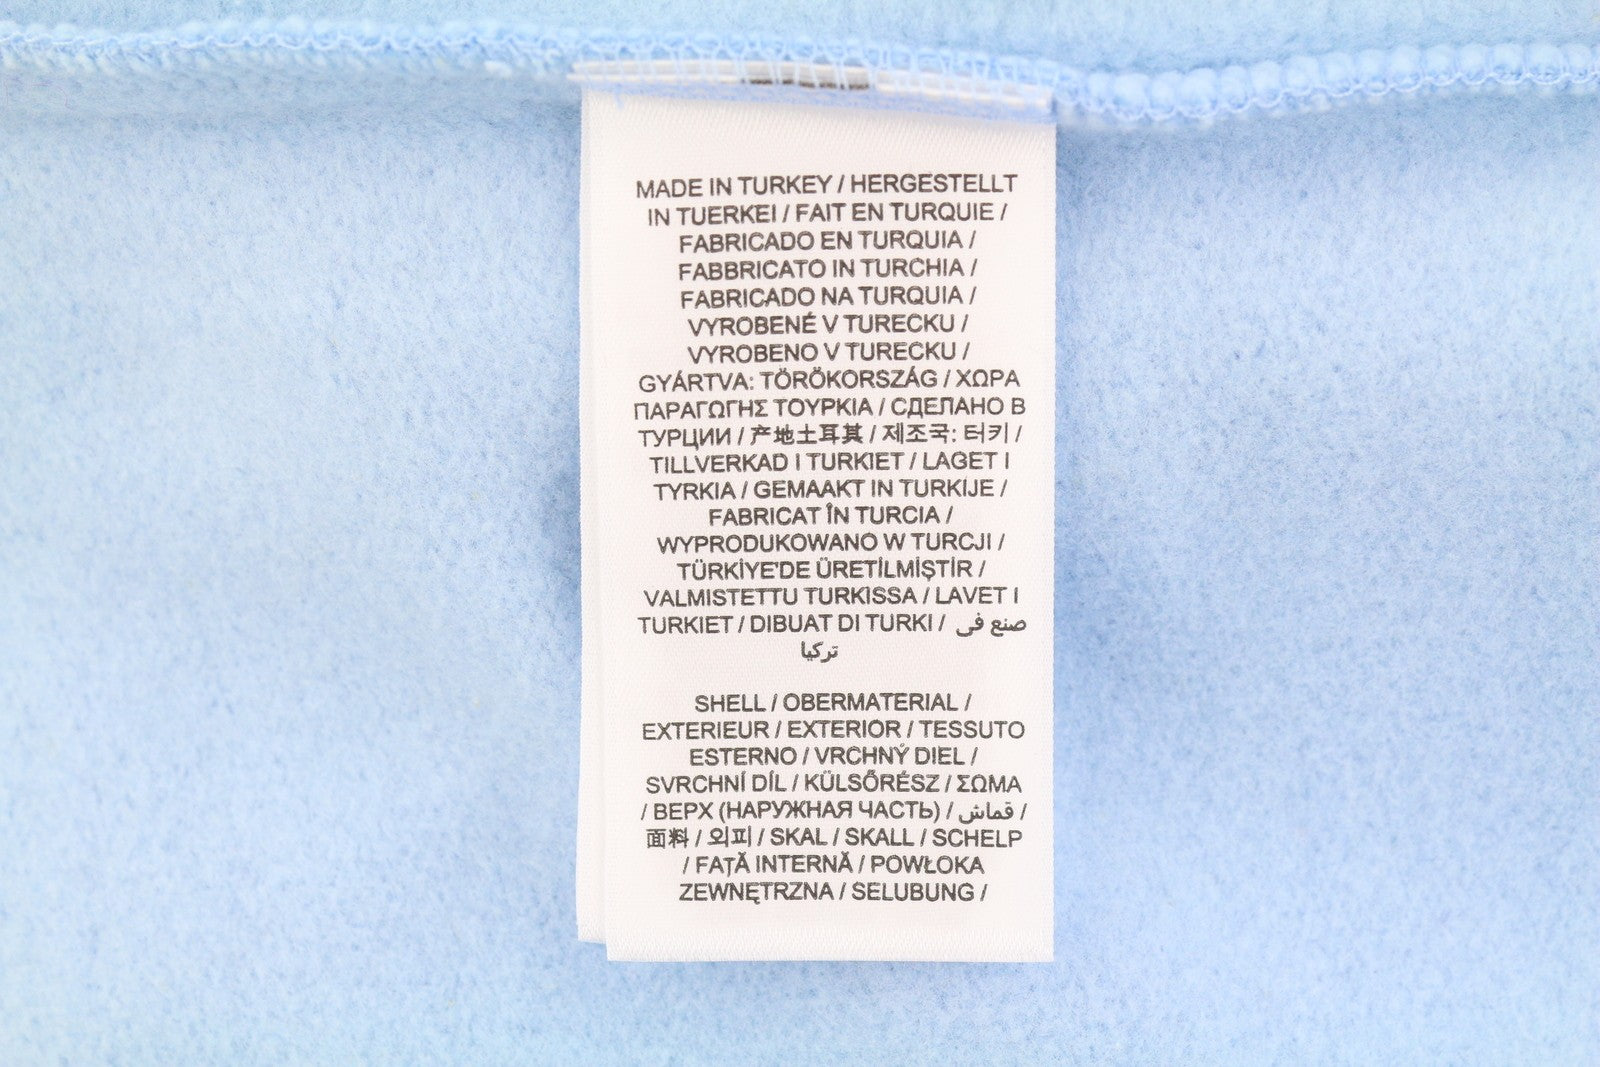 MADE IN TURKEY / HERGESTELLT
IN TUERKEI / FAIT EN TURQUIE /
FABRICADO EN TURQUIA /
FABBRICATO IN TURCHIA /
FABRICADO NA TURQUIA /
VYROBENÉ V TURECKU /
VYROBENO V TURECKU /
GYÁRTVA: TÖRÖKORSZÁG / ΧΩΡΑ
ΠΑΡΑΓΩΓΗΣ ΤΟΥΡΚΙΑ / СДЕЛАНО В
ТУРЦИИ / 产地土耳其 / 제조국: 터키 /
TILLVERKAD I TURKIET / LAGET I
TYRKIA / GEMAAKT IN TURKIJE /
FABRICAT ÎN TURCIA /
WYPRODUKOWANO W TURCJI /
TÜRKİYE'DE ÜRETİLMİŞTİR /
VALMISTETTU TURKISSA / LAVET I
TURKIET / DIBUAT DI TURKI / صنع فى
تركيا
SHELL / OBERMATERIAL /
EXTERIEUR / EXTERIOR / TESSUTO
ESTERNO / VRCHNÝ DIEL /
SVRCHNÍ DÍL / KÜLSŐRÉSZ / ΣΩΜΑ
/ ВЕРХ (НАРУЖНАЯ ЧАСТЬ) / قماش /
面料 / 외피 / SKAL / SKALL / SCHELP
/ FAȚĂ INTERNĂ / POWŁOKA
ZEWNĘTRZNA / SELUBUNG /